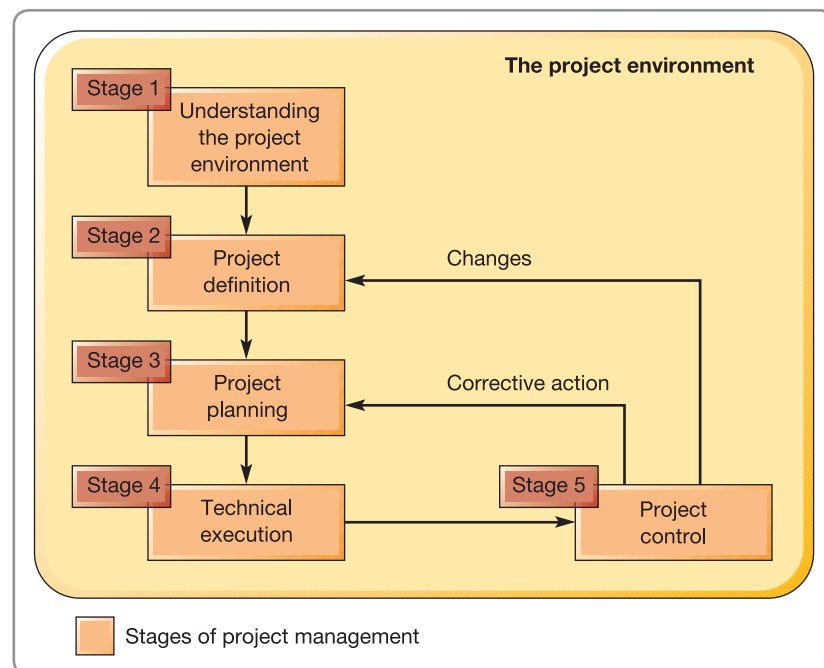 The project environment
Stage 1
Understanding
the project
environment
Stage 2
Project
definition
Changes
Stage 3
Project
planning
Corrective action
Stage 4
Technical
execution
Stage 5
Project
control
Stages of project management